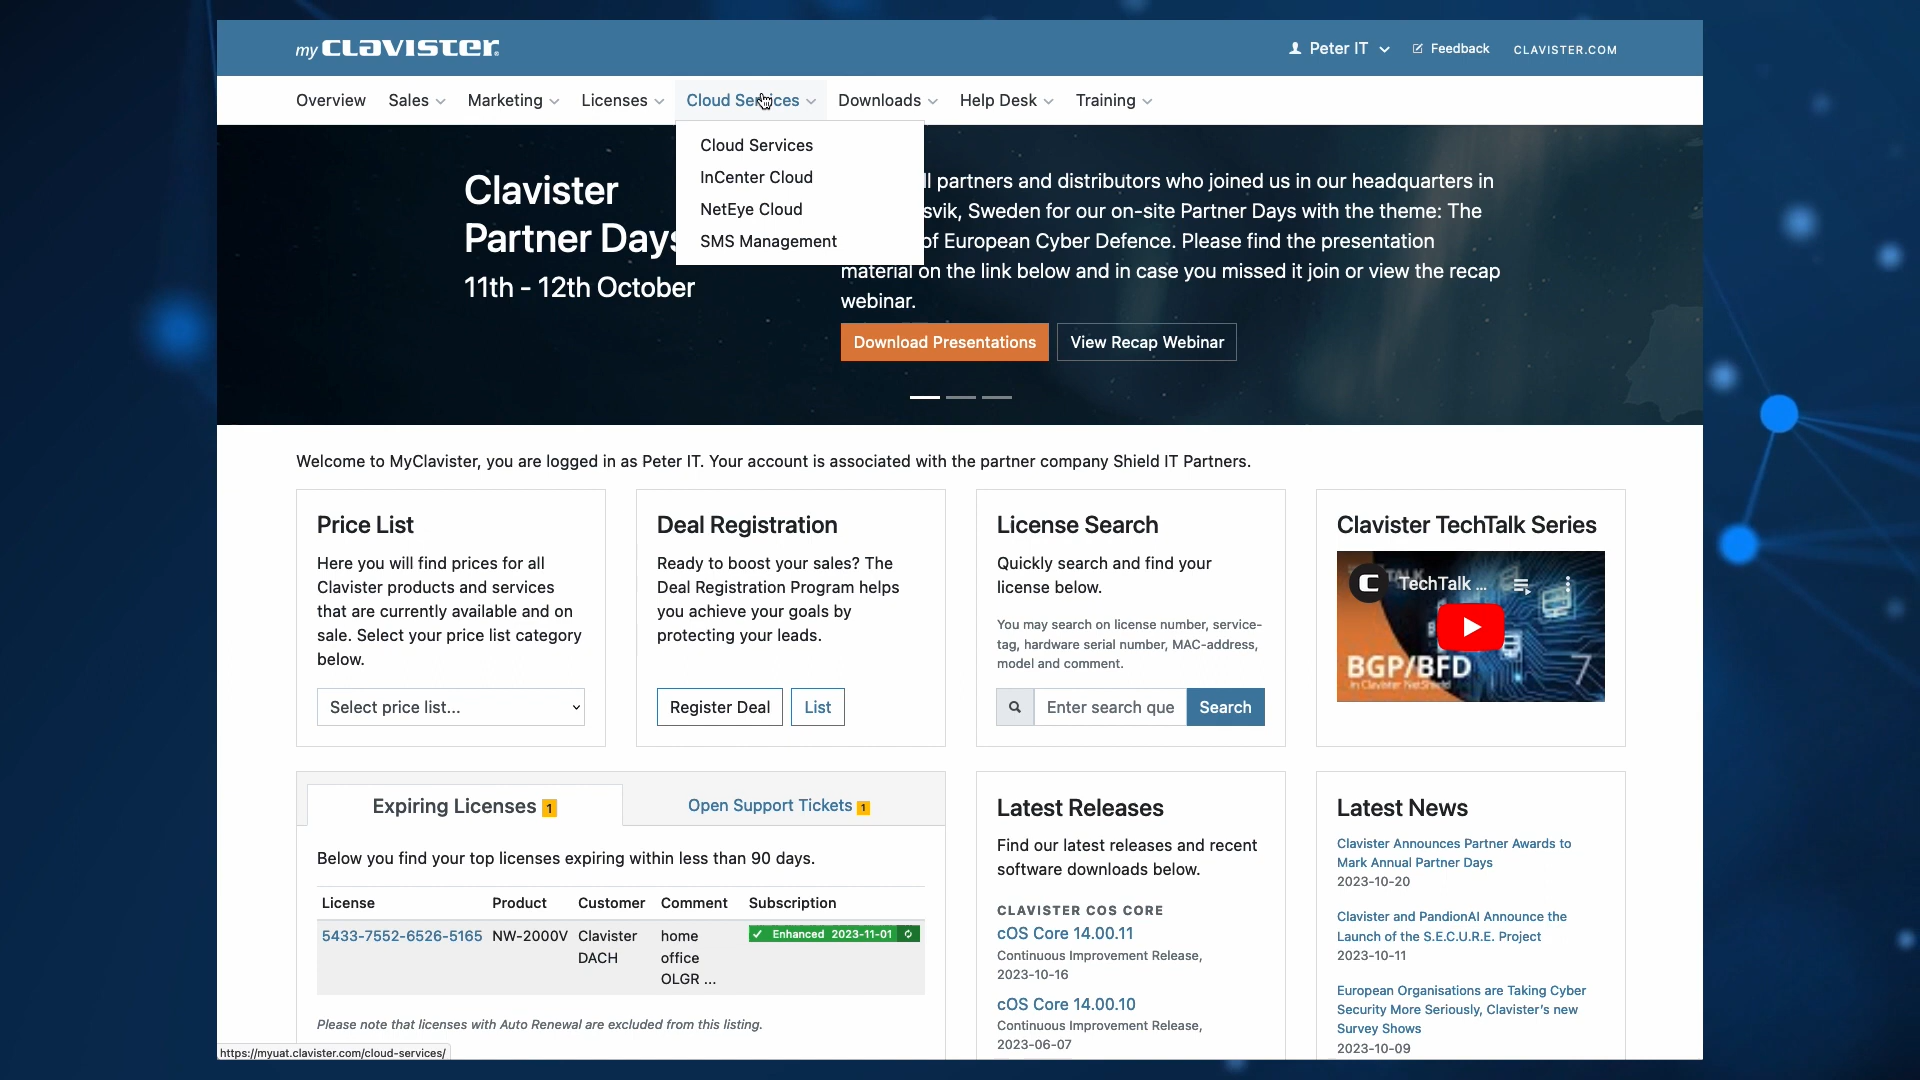 my CLAVISTER
Peter IT
Feedback
CLAVISTER.COM
Overview
Sales
Marketing
Licenses
Cloud Services
Downloads
Help Desk
Training
Cloud Services
InCenter Cloud
NetEye Cloud
SMS Management
Clavister
Partner Days
11th - 12th October
partners and distributors who joined us in our headquarters in
svik, Sweden for our on-site Partner Days with the theme: The
of European Cyber Defence. Please find the presentation
material on the link below and in case you missed it join or view the recap
webinar.
Download Presentations
View Recap Webinar
Welcome to MyClavister, you are logged in as Peter IT. Your account is associated with the partner company Shield IT Partners.
Price List
Here you will find prices for all
Clavister products and services
that are currently available and on
sale. Select your price list category
below.
Select price list...
Deal Registration
Ready to boost your sales? The
Deal Registration Program helps
you achieve your goals by
protecting your leads.
Register Deal
List
License Search
Quickly search and find your
license below.
You may search on license number, service-
tag, hardware serial number, MAC-address,
model and comment.
Enter search que
Search
Clavister TechTalk Series
TechTalk ...
BGP/BFD
in Clavister NetShield
7
Expiring Licenses 1
Open Support Tickets 1
Below you find your top licenses expiring within less than 90 days.
License Product Customer Comment Subscription
5433-7552-6526-5165 NW-2000V Clavister home Enhanced 2023-11-01
DACH office
OLGR ...
Please note that licenses with Auto Renewal are excluded from this listing.
Latest Releases
Find our latest releases and recent
software downloads below.
CLAVISTER COS CORE
cOS Core 14.00.11
Continuous Improvement Release,
2023-10-16
cOS Core 14.00.10
Continuous Improvement Release,
2023-06-07
Latest News
Clavister Announces Partner Awards to
Mark Annual Partner Days
2023-10-20
Clavister and PandionAI Announce the
Launch of the S.E.C.U.R.E. Project
2023-10-11
European Organisations are Taking Cyber
Security More Seriously, Clavister's new
Survey Shows
2023-10-09
https://myuat.clavister.com/cloud-services/